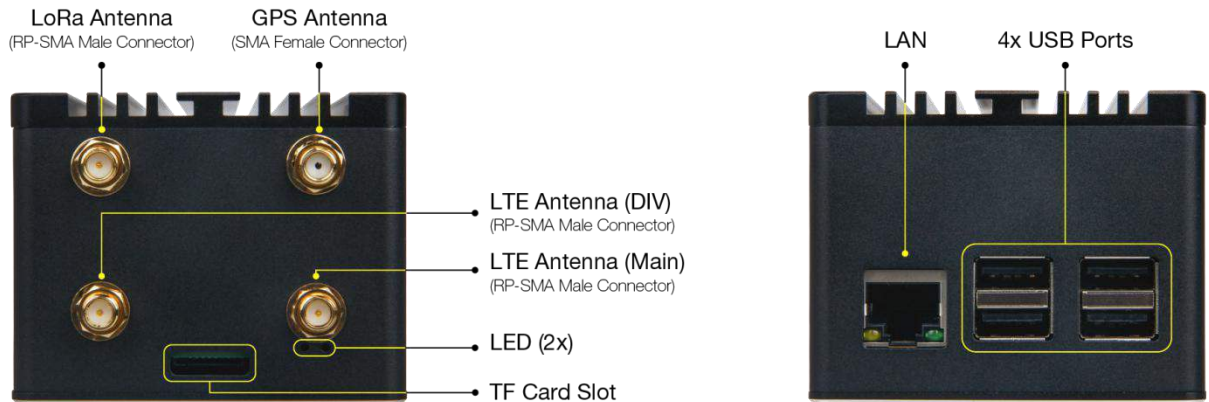 LoRa Antenna
(RP-SMA Male Connector)
GPS Antenna
(SMA Female Connector)
LTE Antenna (DIV)
(RP-SMA Male Connector)
LTE Antenna (Main)
(RP-SMA Male Connector)
LED (2x)
TF Card Slot
LAN
4x USB Ports